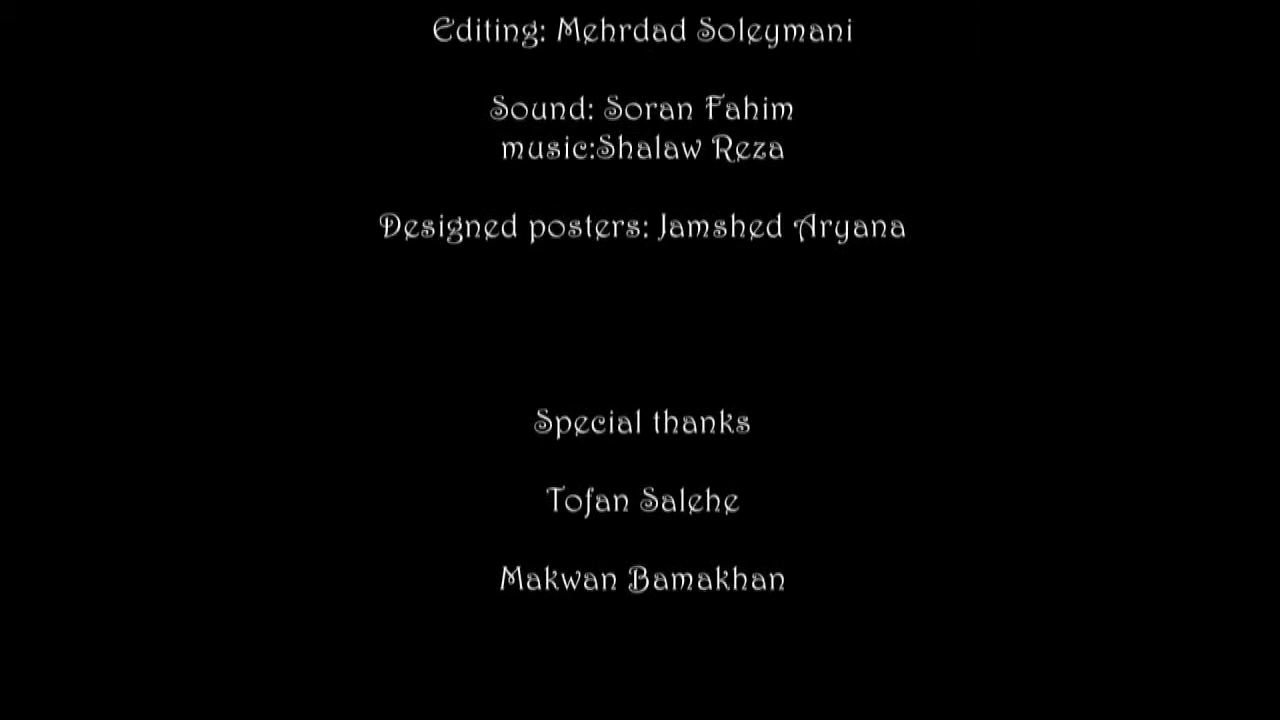 Editing: Mehrdad Soleymani
Sound: Soran Fahim
music:Shalaw Reza
Designed posters: Jamshed Aryana
Special thanks
Tofan Salehe
Makwan Bamakhan